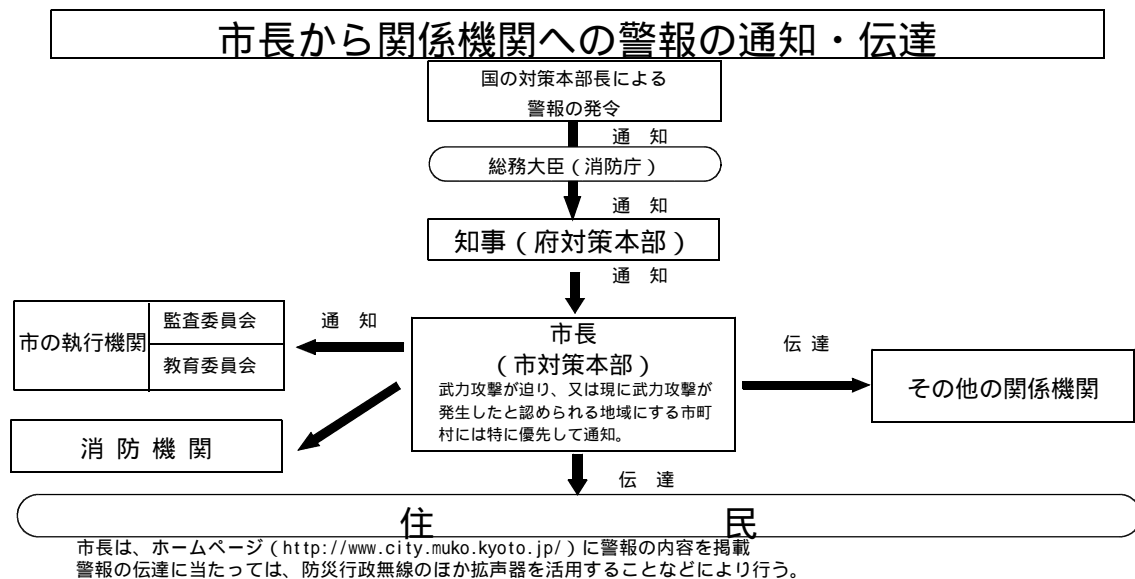 市長から関係機関への警報の通知・伝達
国の対策本部長による
警報の発令
通 知
総務大臣（消防庁）
通 知
知事（府対策本部）
通 知
市の執行機関
監査委員会
教育委員会
通 知
市長
（市対策本部）
武力攻撃が迫り、又は現に武力攻撃が
発生したと認められる地域にする市町
村には特に優先して通知。
伝 達
その他の関係機関
消 防 機 関
伝 達
住 民
市長は、ホームページ（http://www.city.muko.kyoto.jp/）に警報の内容を掲載
警報の伝達に当たっては、防災行政無線のほか拡声器を活用することなどにより行う。